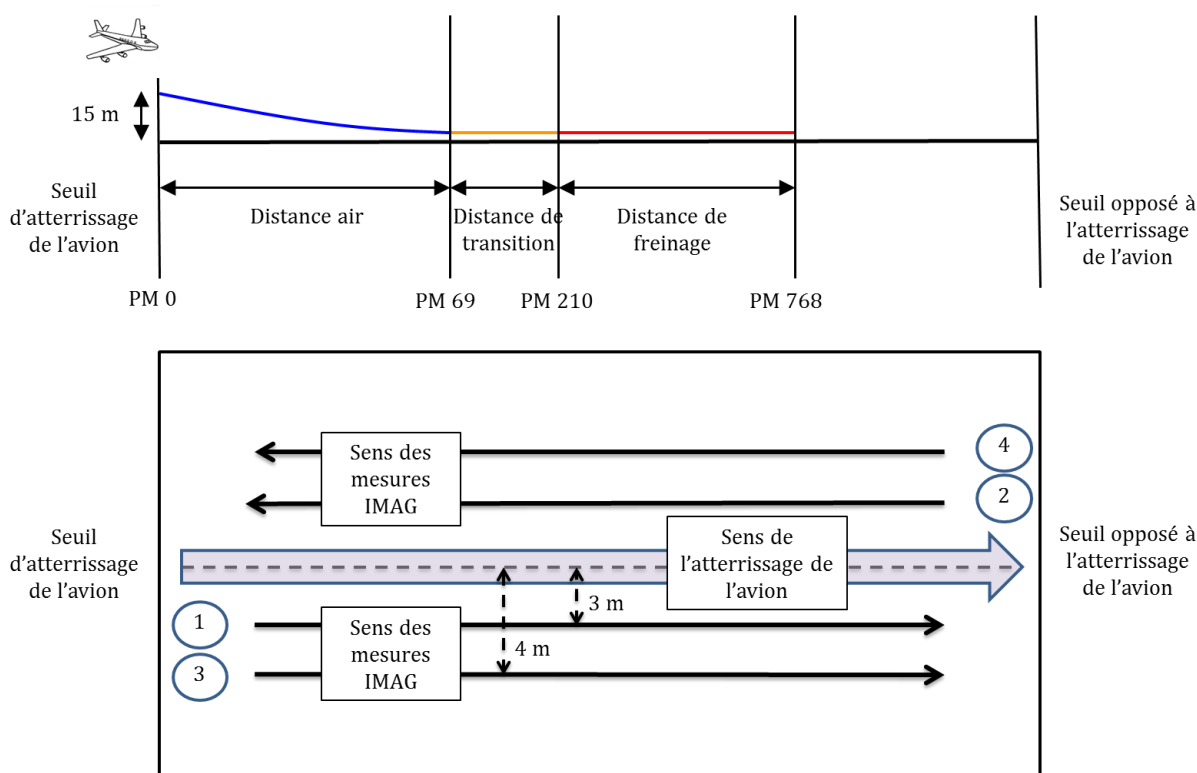 15 m
Seuil
d’atterrissage
de l’avion
Distance air
Distance de
transition
Distance de
freinage
Seuil opposé à
l’atterrissage
de l’avion
PM 0
PM 69
PM 210
PM 768
Sens des
mesures
IMAG
4
2
Seuil
d’atterrissage
de l’avion
Sens de
l’atterrissage de
l’avion
Seuil opposé à
l’atterrissage
de l’avion
3 m
1
3
Sens des
mesures
IMAG
4 m